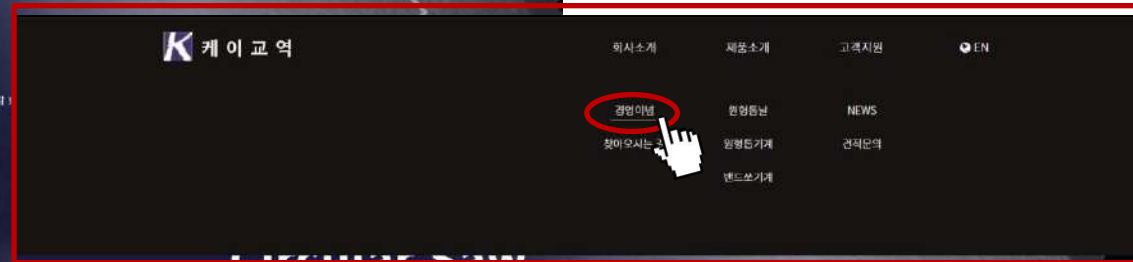 케이교역
회사소개 제품소개 고객지원 EN
경영이념 원형톱날 NEWS
찾아오시는 원형톱기계 견적문의
밴드쏘기계